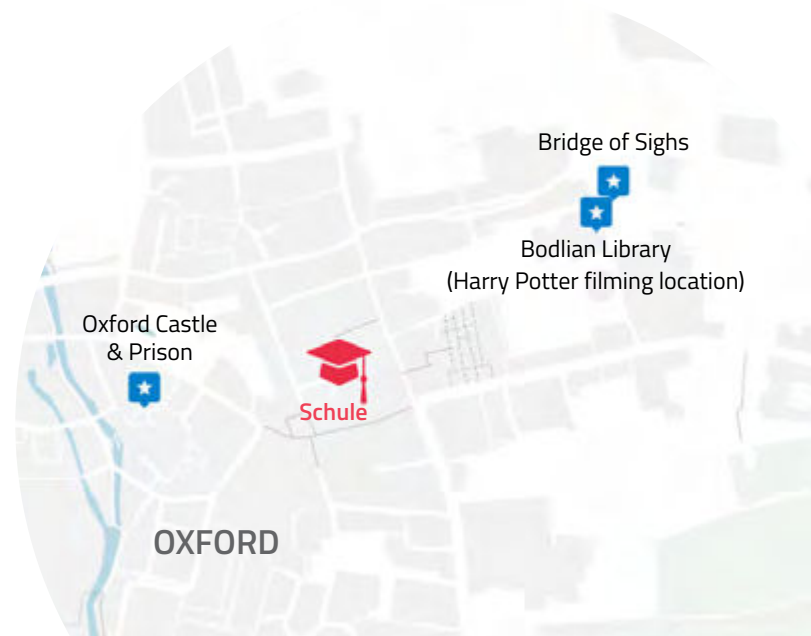 Bridge of Sighs
Bodlian Library
(Harry Potter filming location)
Oxford Castle
& Prison
Schule
OXFORD